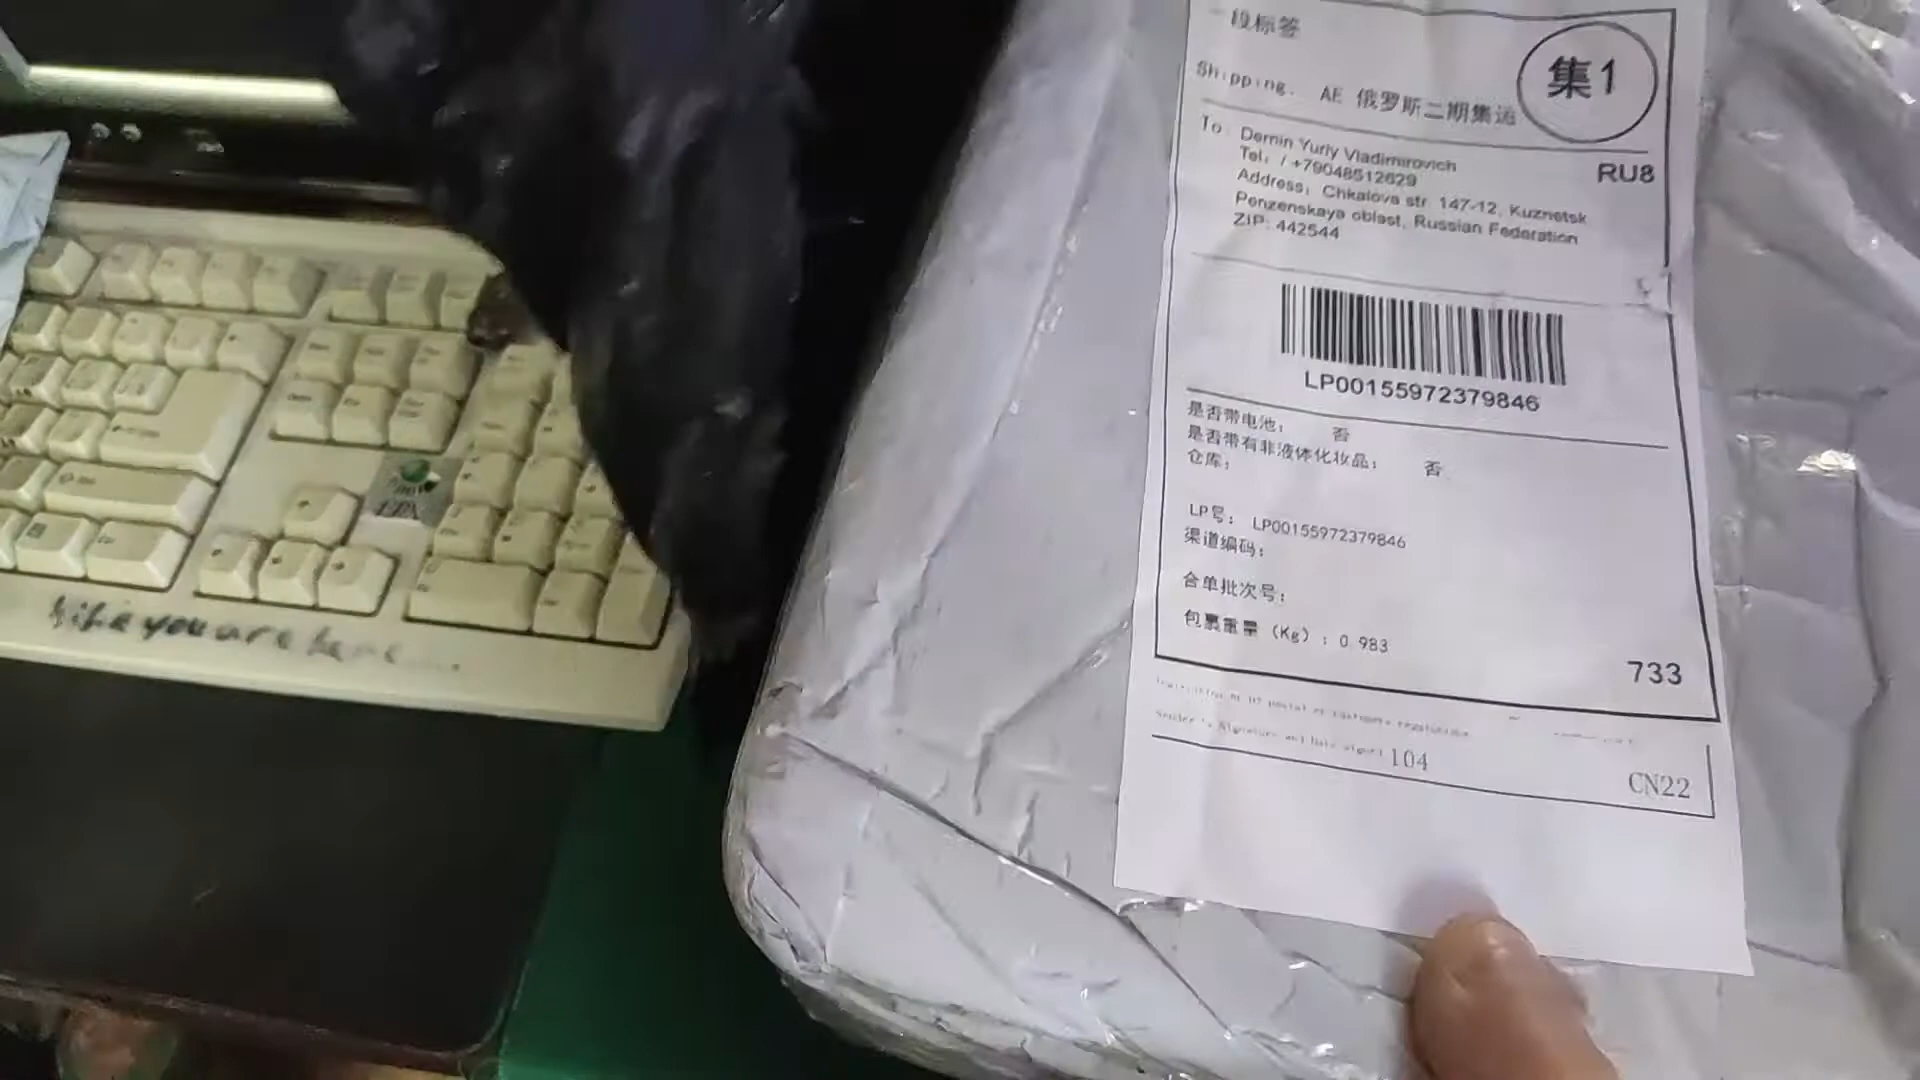 一段标签
集1
Shipping. AE 俄罗斯二期集运
RU8
To: Demin Yuriy Vladimirovich
Tel: / +79048512629
Address: Chkalova str. 147-12, Kuznetsk
Penzenskaya oblast, Russian Federation
ZIP: 442544
LP00155972379846
是否带电池: 否
是否带有非液体化妆品: 否
仓库:
LP号: LP00155972379846
渠道编码:
合单批次号:
包裹重量 (Kg): 0.983
733
104
CN22
you are here....